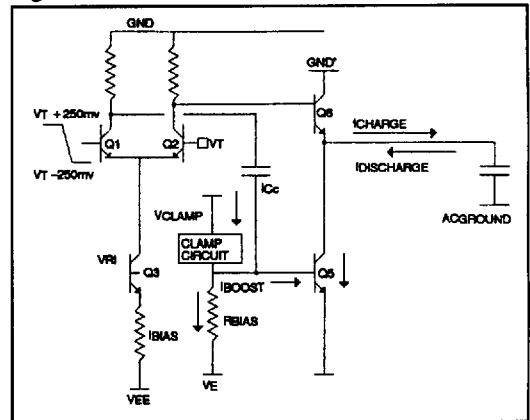 GND
GND'
VT + 250mv
VT -250mv
Q1
Q2
VT
Q6
ICHARGE
IDISCHARGE
ICc
ACGROUND
VCLAMP
CLAMP
CIRCUIT
VRI
Q3
IBOOST
Q5
IBIAS
RBIAS
VEE
VE